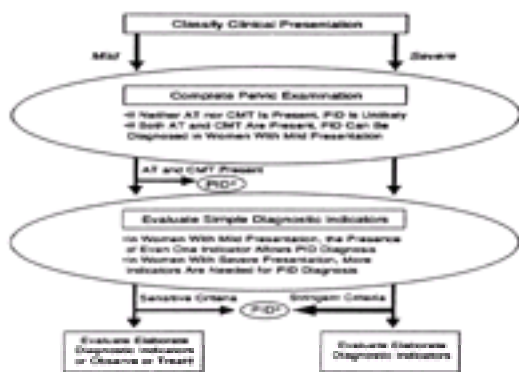 Classify Clinical Presentation
Mild
Severe
Complete Pelvic Examination
•If Neither AT nor CMT Is Present, PID Is Unlikely
•If Both AT and CMT Are Present, PID Can Be
Diagnosed in Women With Mild Presentation
AT and CMT Present
PID
Evaluate Simple Diagnostic Indicators
•In Women With Mild Presentation, the Presence
of Even One Indicator Allows PID Diagnosis
•In Women With Severe Presentation, More
Indicators Are Needed for PID Diagnosis
Sensitive Criteria
PID
Stringent Criteria
Evaluate Elaborate
Diagnostic Indicators
or Observe or Treat
Evaluate Elaborate
Diagnostic Indicators